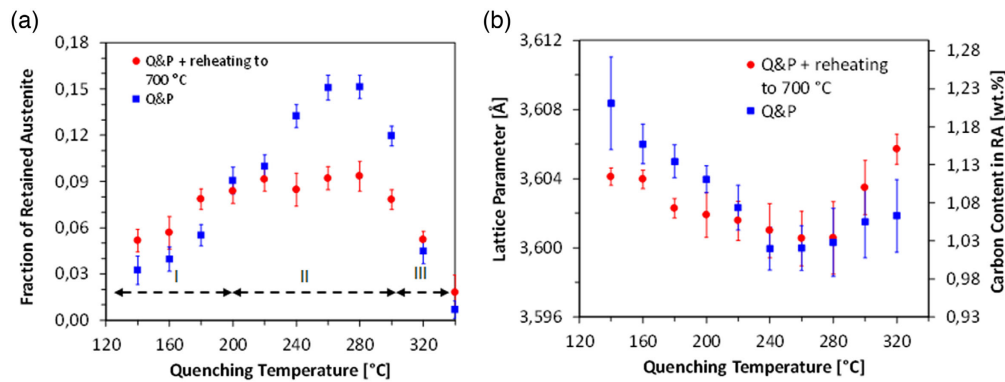 (a)
0,18
0,15
0,12
0,09
0,06
0,03
0,00
Fraction of Retained Austenite
Q&P + reheating to
700 °C
Q&P
I
II
III
120
160
200
240
280
320
Quenching Temperature [°C]
(b)
3,612
3,608
3,604
3,600
3,596
Lattice Parameter [Å]
Q&P + reheating
to 700 °C
Q&P
1,28
1,23
1,18
1,13
1,08
1,03
0,98
0,93
Carbon Content in RA [wt.%]
120
160
200
240
280
320
Quenching Temperature [°C]